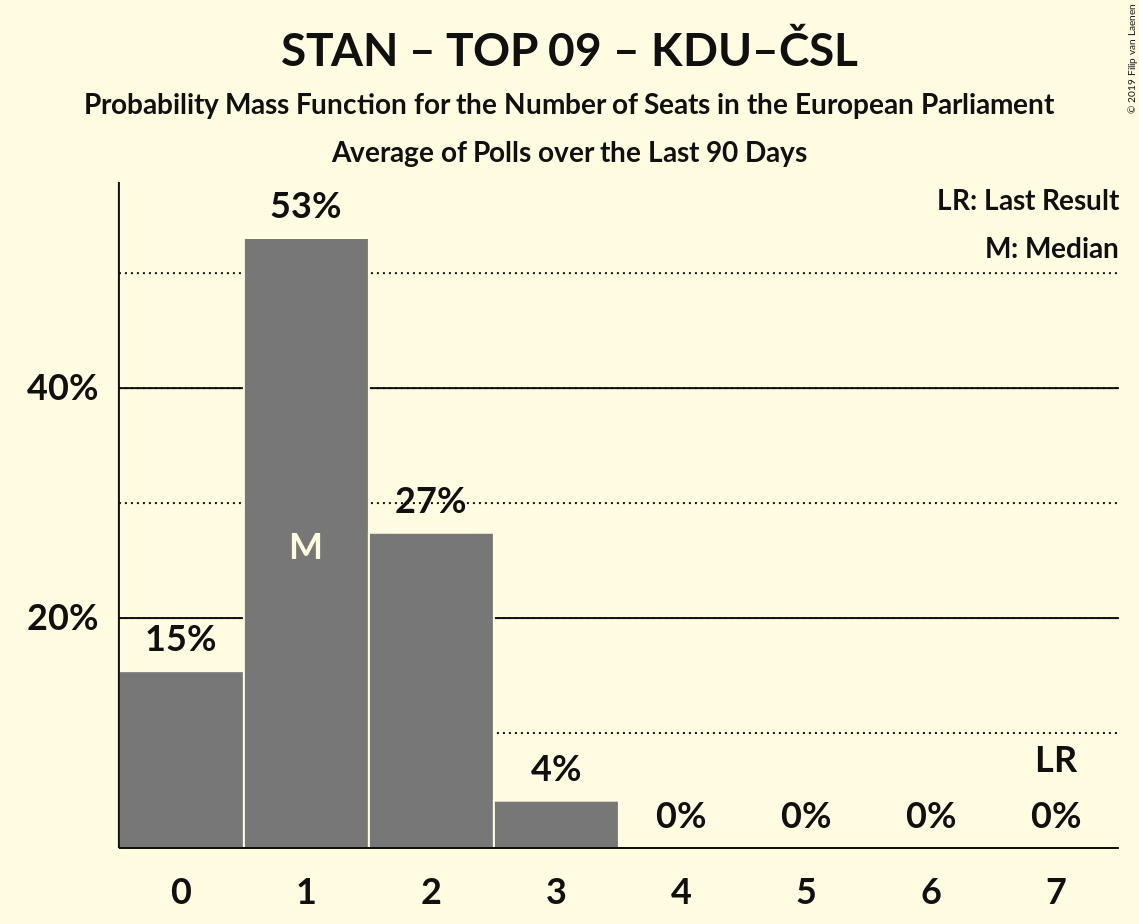 STAN – TOP 09 – KDU–ČSL
Probability Mass Function for the Number of Seats in the European Parliament
Average of Polls over the Last 90 Days
© 2019 Filip van Laenen
LR: Last Result
M: Median
53%
40%
27%
M
20%
15%
4%
LR
0% 0% 0% 0%
0 1 2 3 4 5 6 7